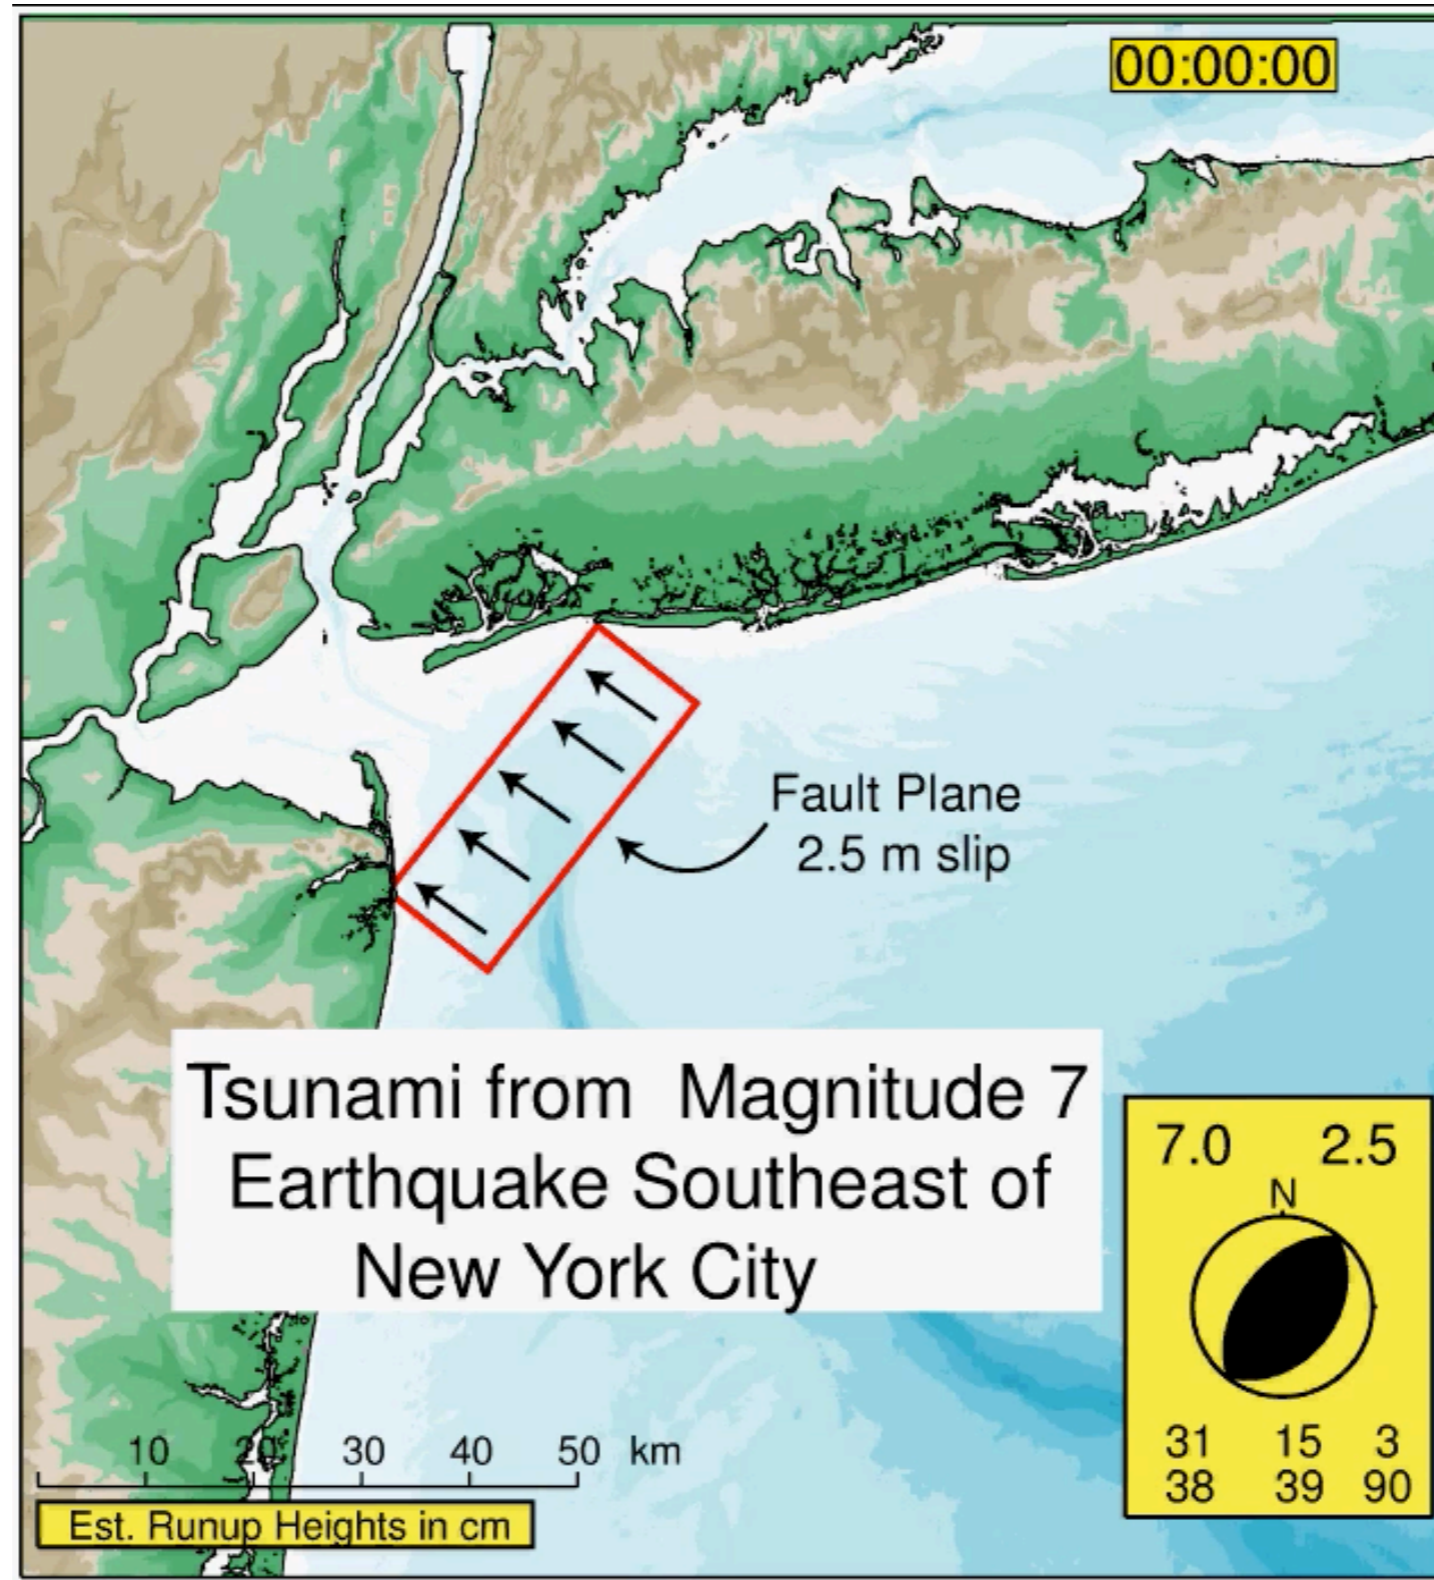 00:00:00
Fault Plane
2.5 m slip
Tsunami from Magnitude 7
Earthquake Southeast of
New York City
7.0 2.5
N
31 15 3
38 39 90
10 20 30 40 50 km
Est. Runup Heights in cm